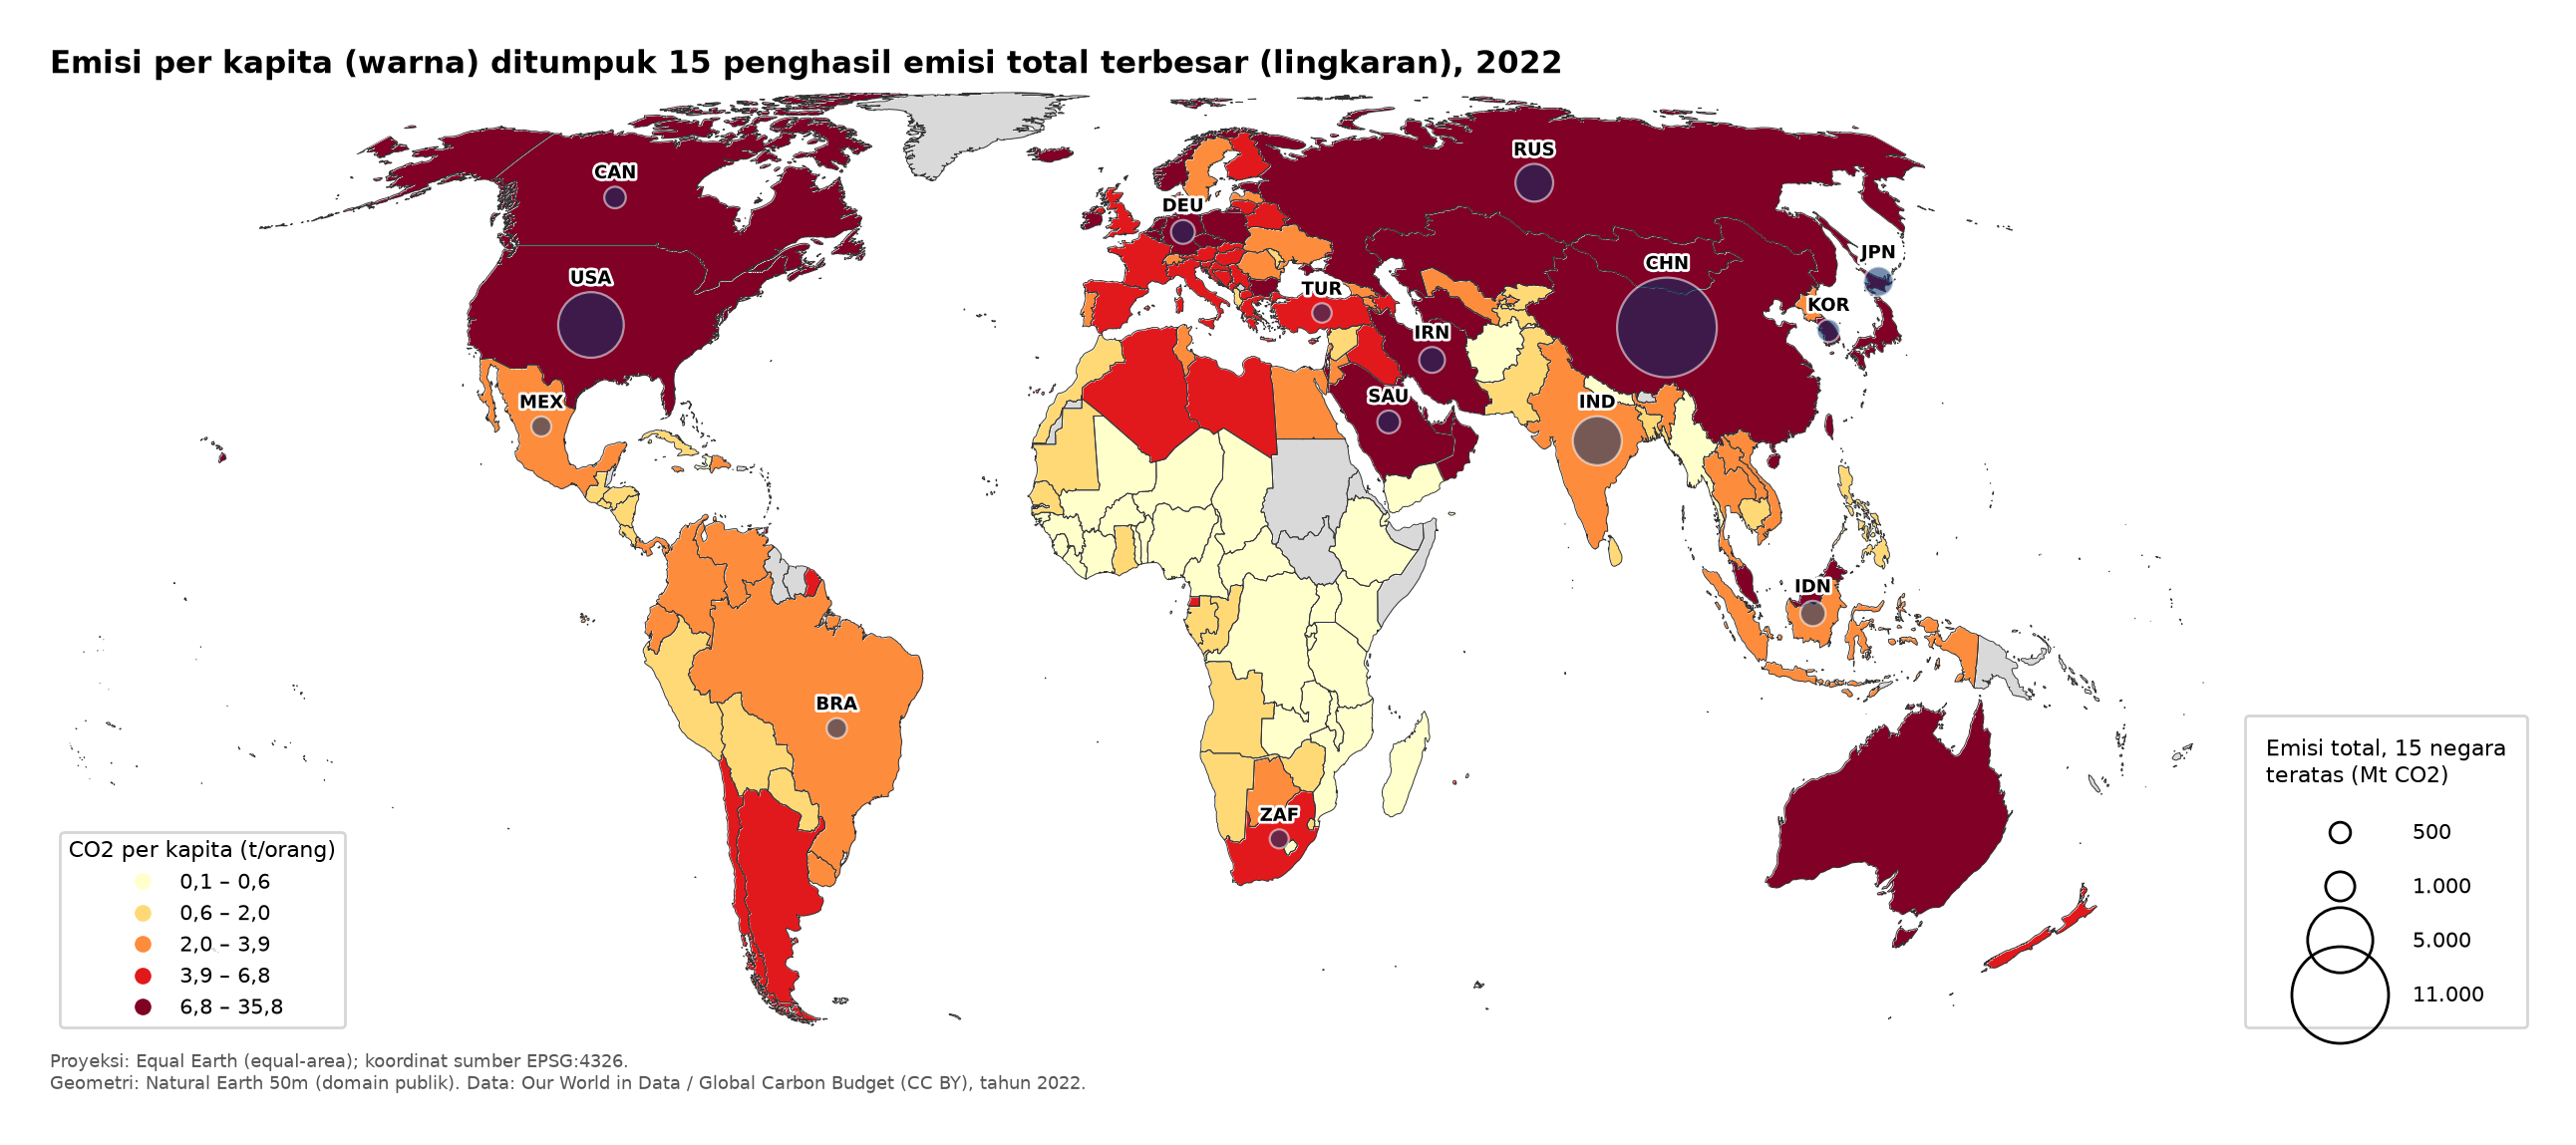 Emisi per kapita (warna) ditumpuk 15 penghasil emisi total terbesar (lingkaran), 2022
CAN
RUS
DEU
JPN
USA
CHN
TUR
KOR
IRN
SAU
MEX
IND
IDN
BRA
ZAF
CO2 per kapita (t/orang)
0,1 – 0,6
0,6 – 2,0
2,0 – 3,9
3,9 – 6,8
6,8 – 35,8
Emisi total, 15 negara
teratas (Mt CO2)
500
1.000
5.000
11.000
Proyeksi: Equal Earth (equal-area); koordinat sumber EPSG:4326.
Geometri: Natural Earth 50m (domain publik). Data: Our World in Data / Global Carbon Budget (CC BY), tahun 2022.